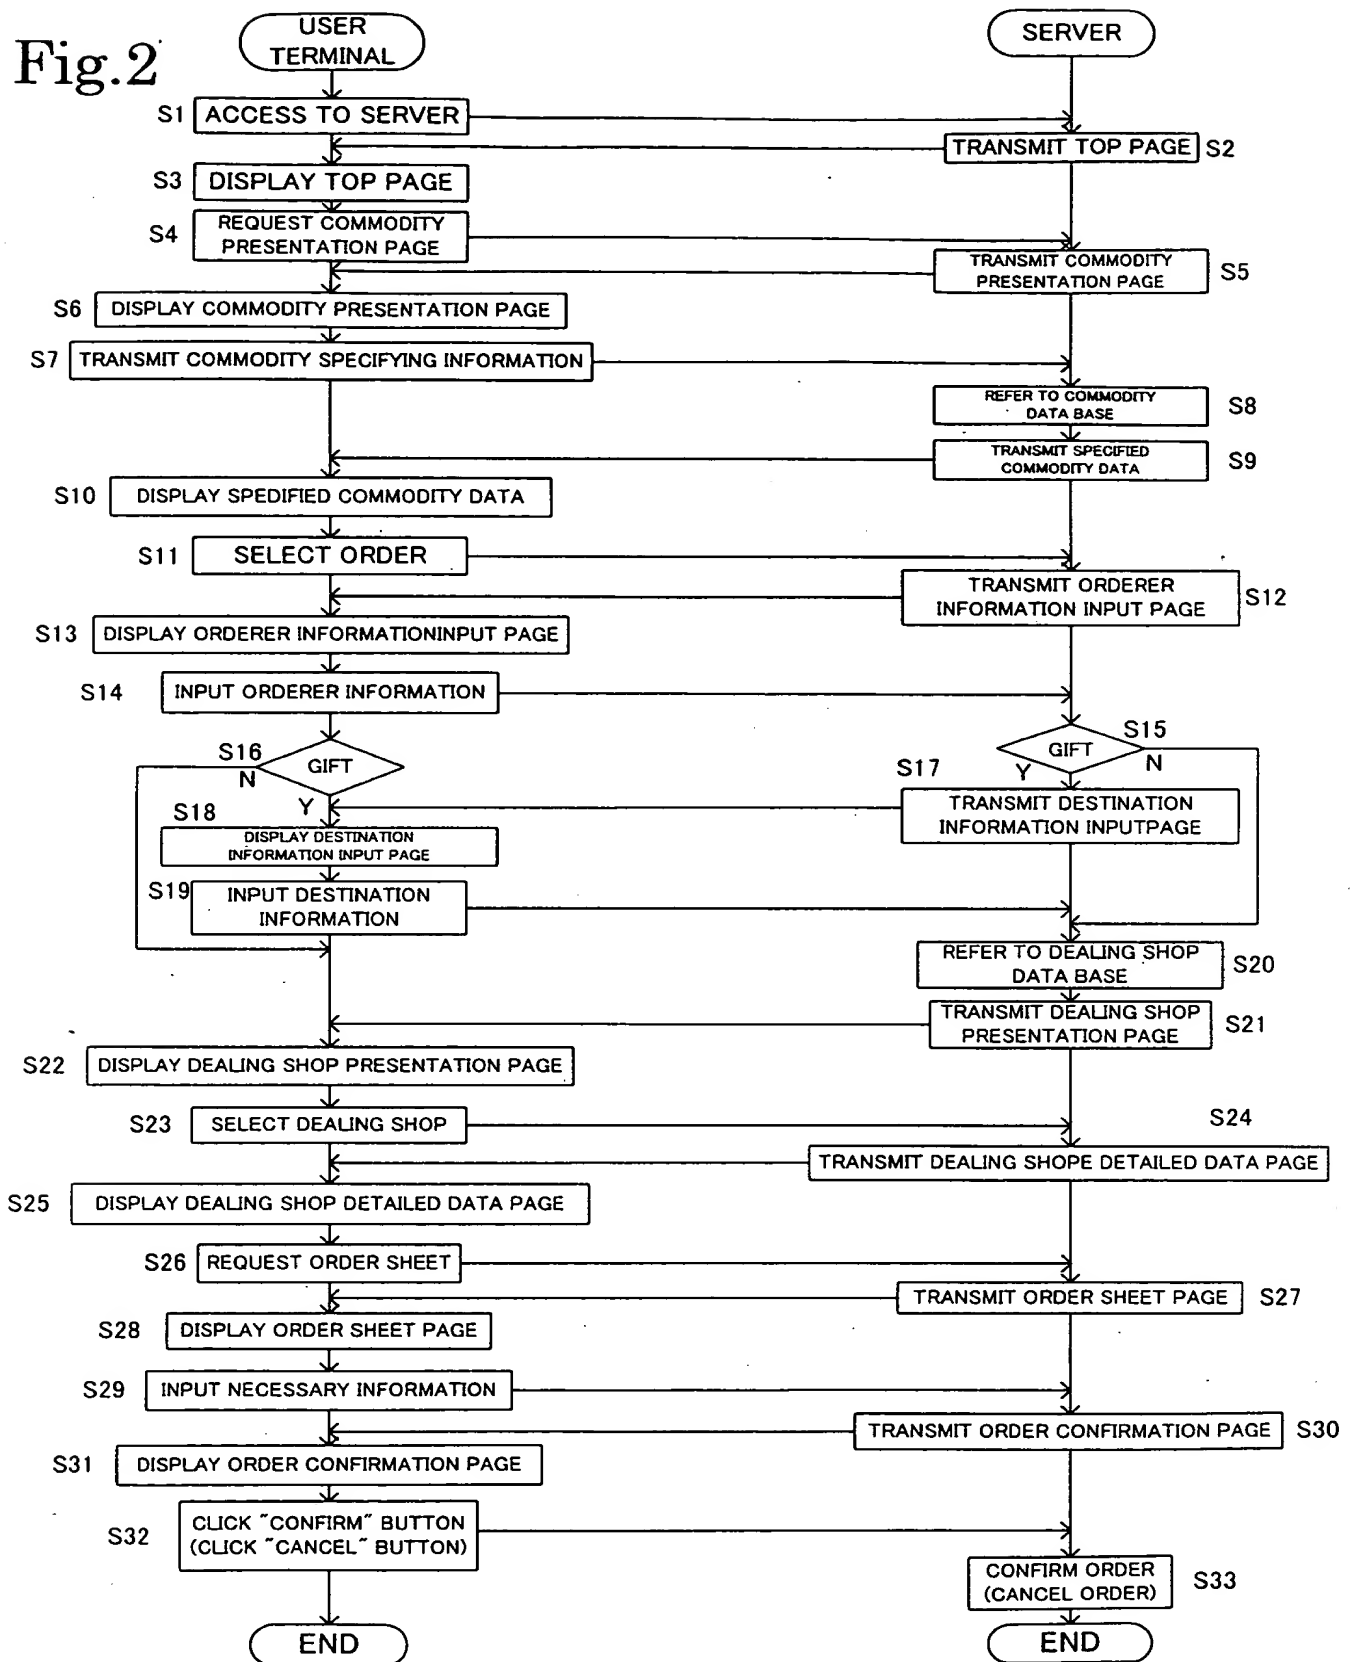 Fig.2
USER
TERMINAL
SERVER
S1 ACCESS TO SERVER
TRANSMIT TOP PAGE S2
S3 DISPLAY TOP PAGE
S4 REQUEST COMMODITY
PRESENTATION PAGE
TRANSMIT COMMODITY
PRESENTATION PAGE S5
S6 DISPLAY COMMODITY PRESENTATION PAGE
S7 TRANSMIT COMMODITY SPECIFYING INFORMATION
REFER TO COMMODITY
DATA BASE S8
TRANSMIT SPECIFIED
COMMODITY DATA S9
S10 DISPLAY SPEDIFIED COMMODITY DATA
S11 SELECT ORDER
TRANSMIT ORDERER
INFORMATION INPUT PAGE S12
S13 DISPLAY ORDERER INFORMATIONINPUT PAGE
S14 INPUT ORDERER INFORMATION
S15
GIFT
Y N
S16
GIFT
N
Y
S17
TRANSMIT DESTINATION
INFORMATION INPUTPAGE
S18
DISPLAY DESTINATION
INFORMATION INPUT PAGE
S19 INPUT DESTINATION
INFORMATION
REFER TO DEALING SHOP
DATA BASE S20
TRANSMIT DEALING SHOP
PRESENTATION PAGE S21
S22 DISPLAY DEALING SHOP PRESENTATION PAGE
S23 SELECT DEALING SHOP
S24
TRANSMIT DEALING SHOPE DETAILED DATA PAGE
S25 DISPLAY DEALING SHOP DETAILED DATA PAGE
S26 REQUEST ORDER SHEET
TRANSMIT ORDER SHEET PAGE S27
S28 DISPLAY ORDER SHEET PAGE
S29 INPUT NECESSARY INFORMATION
TRANSMIT ORDER CONFIRMATION PAGE S30
S31 DISPLAY ORDER CONFIRMATION PAGE
S32 CLICK "CONFIRM" BUTTON
(CLICK "CANCEL" BUTTON)
CONFIRM ORDER
(CANCEL ORDER) S33
END
END